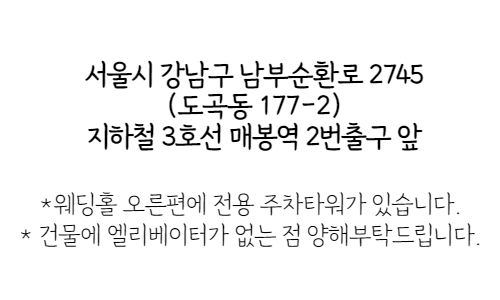 서울시 강남구 남부순환로 2745
(도곡동 177-2)
지하철 3호선 매봉역 2번출구 앞
*웨딩홀 오른편에 전용 주차타워가 있습니다.
* 건물에 엘리베이터가 없는 점 양해부탁드립니다.